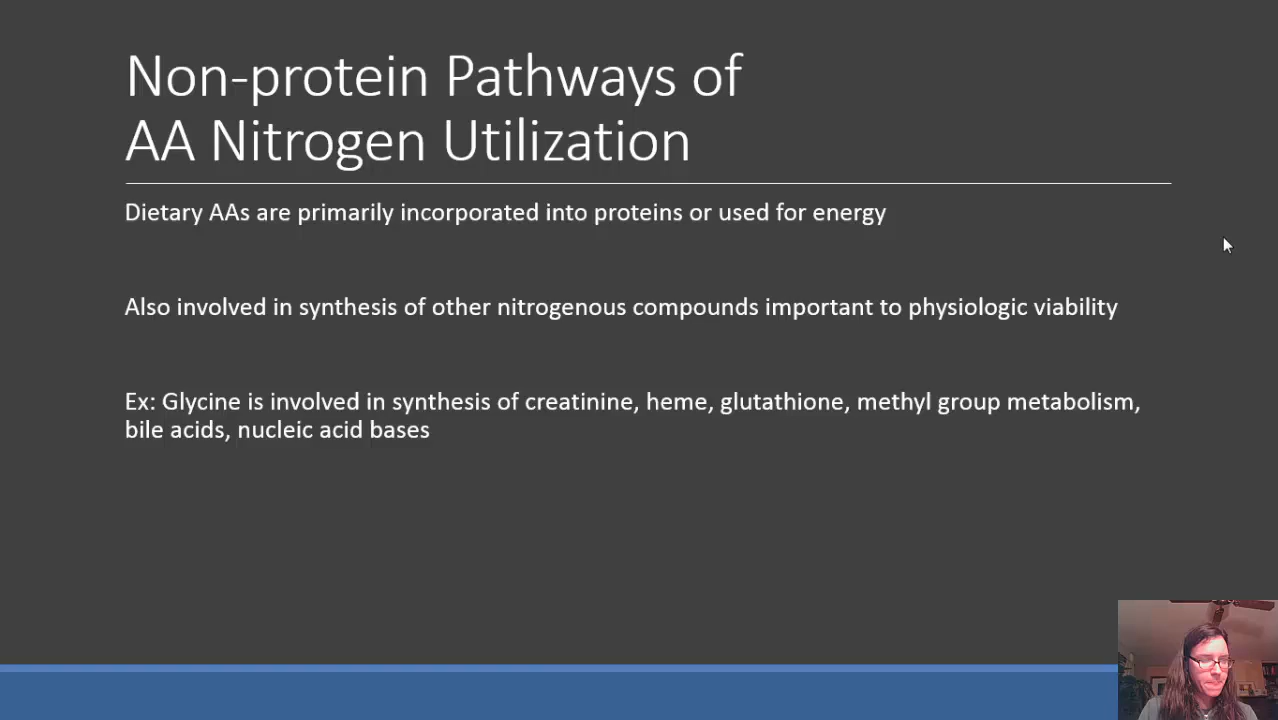 Non-protein Pathways of
AA Nitrogen Utilization
Dietary AAs are primarily incorporated into proteins or used for energy
Also involved in synthesis of other nitrogenous compounds important to physiologic viability
Ex: Glycine is involved in synthesis of creatinine, heme, glutathione, methyl group metabolism,
bile acids, nucleic acid bases